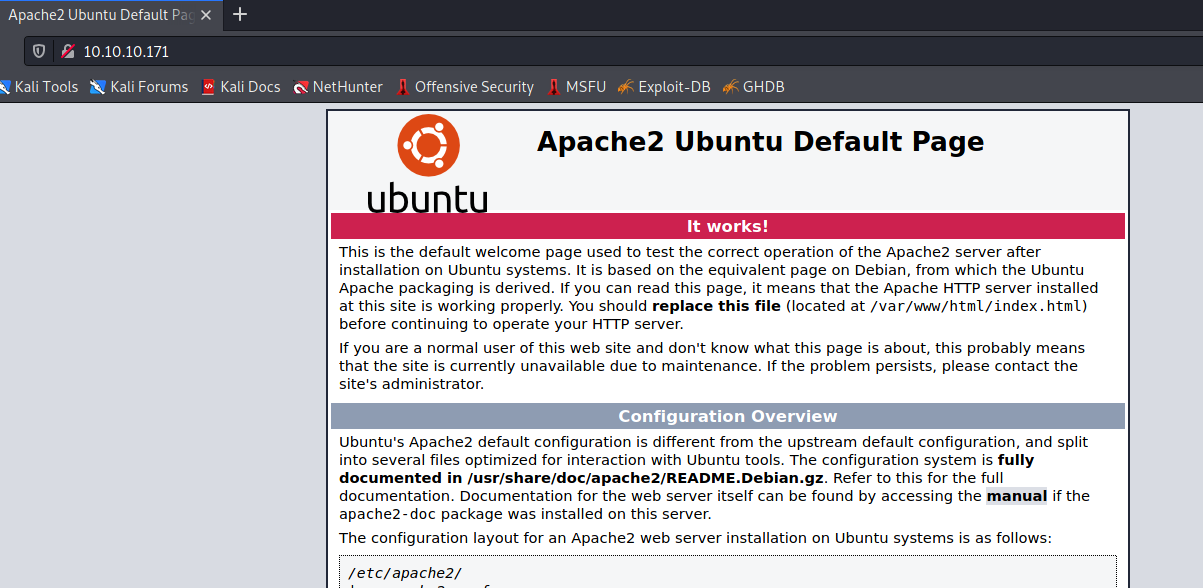 Apache2 Ubuntu Default Pag
10.10.10.171
Kali Tools Kali Forums Kali Docs NetHunter Offensive Security MSFU Exploit-DB GHDB
ubuntu
Apache2 Ubuntu Default Page
It works!
This is the default welcome page used to test the correct operation of the Apache2 server after
installation on Ubuntu systems. It is based on the equivalent page on Debian, from which the Ubuntu
Apache packaging is derived. If you can read this page, it means that the Apache HTTP server installed
at this site is working properly. You should replace this file (located at /var/www/html/index.html)
before continuing to operate your HTTP server.
If you are a normal user of this web site and don't know what this page is about, this probably means
that the site is currently unavailable due to maintenance. If the problem persists, please contact the
site's administrator.
Configuration Overview
Ubuntu's Apache2 default configuration is different from the upstream default configuration, and split
into several files optimized for interaction with Ubuntu tools. The configuration system is fully
documented in /usr/share/doc/apache2/README.Debian.gz. Refer to this for the full
documentation. Documentation for the web server itself can be found by accessing the manual if the
apache2-doc package was installed on this server.
The configuration layout for an Apache2 web server installation on Ubuntu systems is as follows:
/etc/apache2/